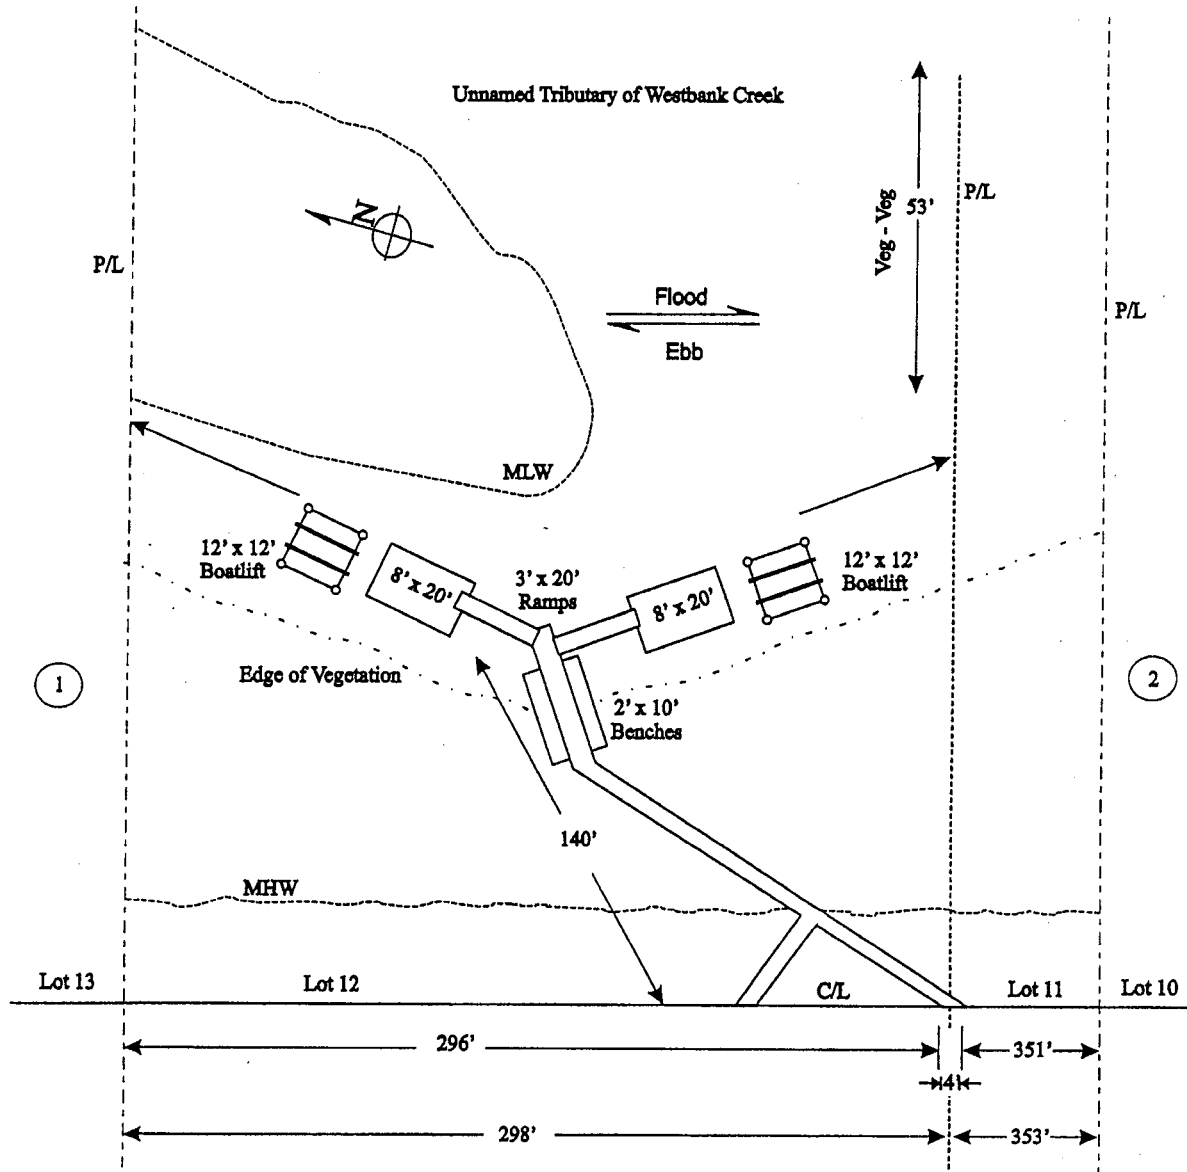 Unnamed Tributary of Westbank Creek
P/L
Veg - Veg
53'
N
P/L
Flood
Ebb
P/L
MLW
12' x 12'
Boatlift
8' x 20'
3' x 20'
Ramps
8' x 20'
12' x 12'
Boatlift
Edge of Vegetation
1
2
2' x 10'
Benches
140'
MHW
Lot 13
Lot 12
C/L
Lot 11
Lot 10
296'
351'
4'
298'
353'